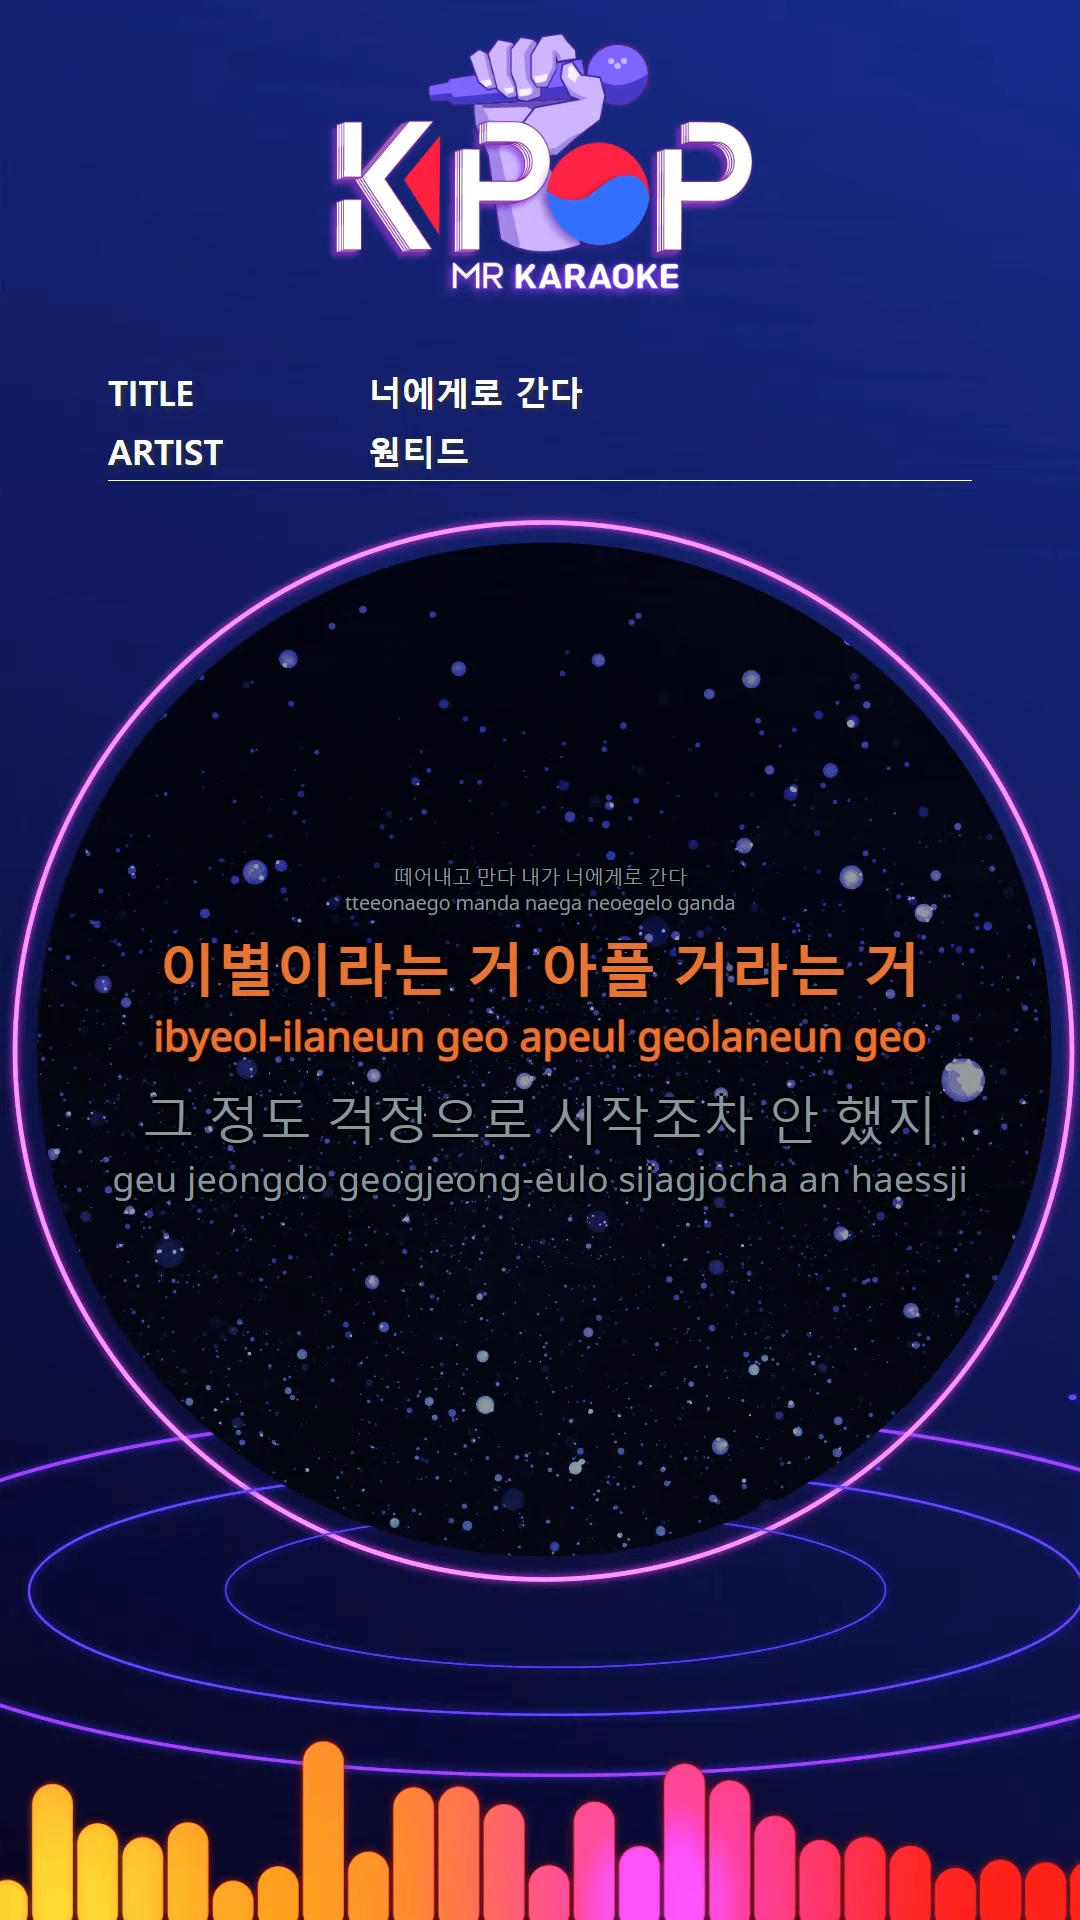 KPOP
MR KARAOKE
TITLE 너에게로 간다
ARTIST 원티드
떼어내고 만다 내가 너에게로 간다
tteeonaego manda naega neoegelo ganda
이별이라는 거 아플 거라는 거
ibyeol-ilaneun geo apeul geolaneun geo
그 정도 걱정으로 시작조차 안 했지
geu jeongdo geogjeong-eulo sijagjocha an haessji